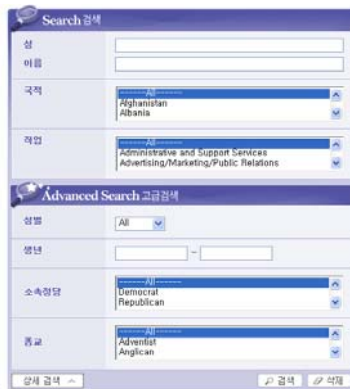 Search 검색
성
이름
국적
-------All-------
Afghanistan
Albania
직업
-------All-------
Administrative and Support Services
Advertising/Marketing/Public Relations
Advanced Search 고급검색
성별
All
생년
~
소속정당
-------All-------
Democrat
Republican
종교
-------All-------
Adventist
Anglican
상세 검색
검색
삭제